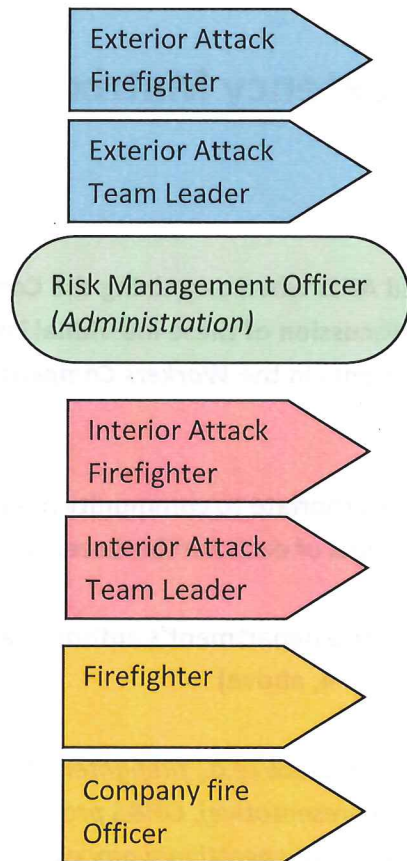 Exterior Attack
Firefighter
Exterior Attack
Team Leader
Risk Management Officer
(Administration)
Interior Attack
Firefighter
Interior Attack
Team Leader
Firefighter
Company fire
Officer